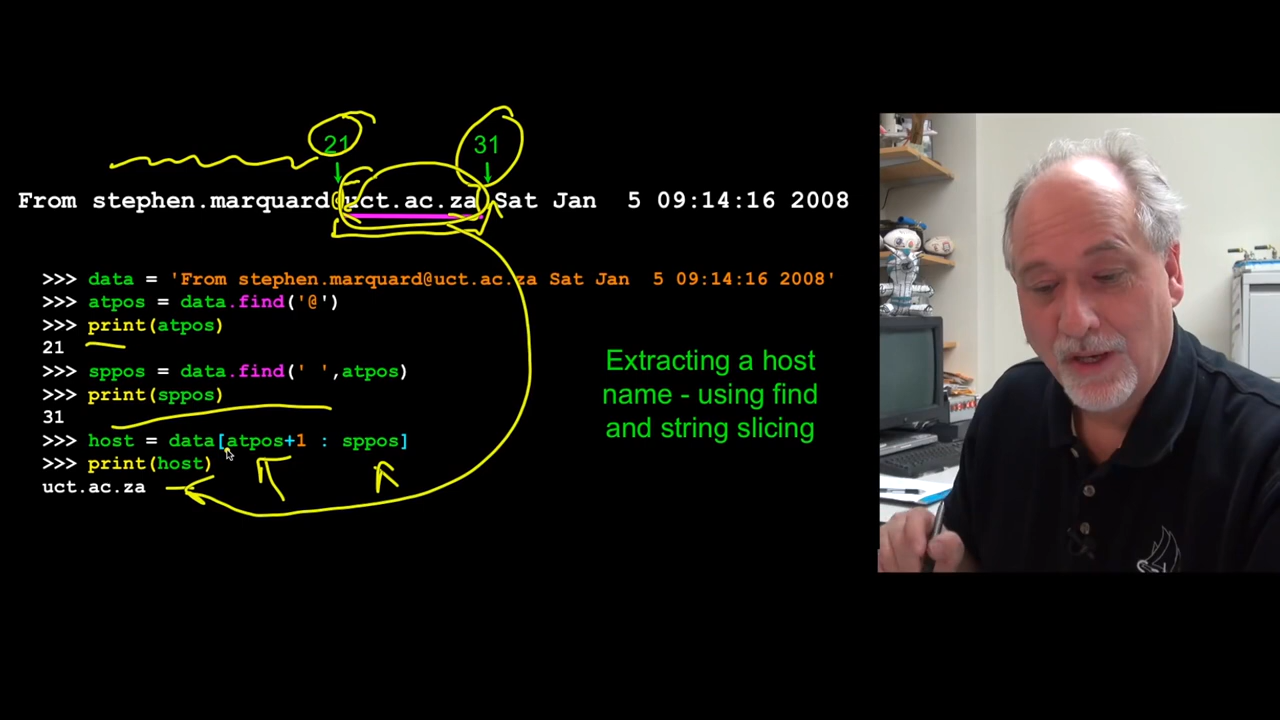 21 31
From stephen.marquard@uct.ac.za Sat Jan  5 09:14:16 2008
>>> data = 'From stephen.marquard@uct.ac.za Sat Jan  5 09:14:16 2008'
>>> atpos = data.find('@')
>>> print(atpos)
21
>>> sppos = data.find(' ',atpos)
>>> print(sppos)
31
>>> host = data[atpos+1 : sppos]
>>> print(host)
uct.ac.za
Extracting a host
name - using find
and string slicing